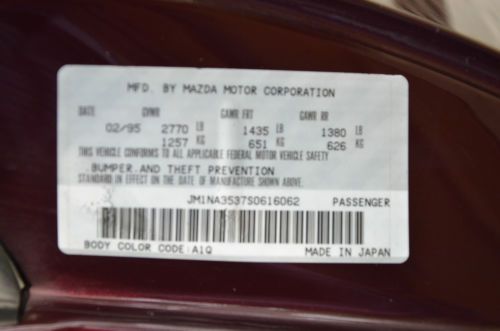 MFD. BY MAZDA MOTOR CORPORATION
DATE GVWR GAWR FRT GAWR RR
02/95 2770 LB 1435 LB 1380 LB
1257 KG 651 KG 626 KG
THIS VEHICLE CONFORMS TO ALL APPLICABLE FEDERAL MOTOR VEHICLE SAFETY
,BUMPER,AND THEFT PREVENTION
STANDARD IN EFFECT ON THE DATE OF MANUFACTURE SHOWN ABOVE.
JM1NA3537S0616062 PASSENGER
BODY COLOR CODE:A1Q MADE IN JAPAN